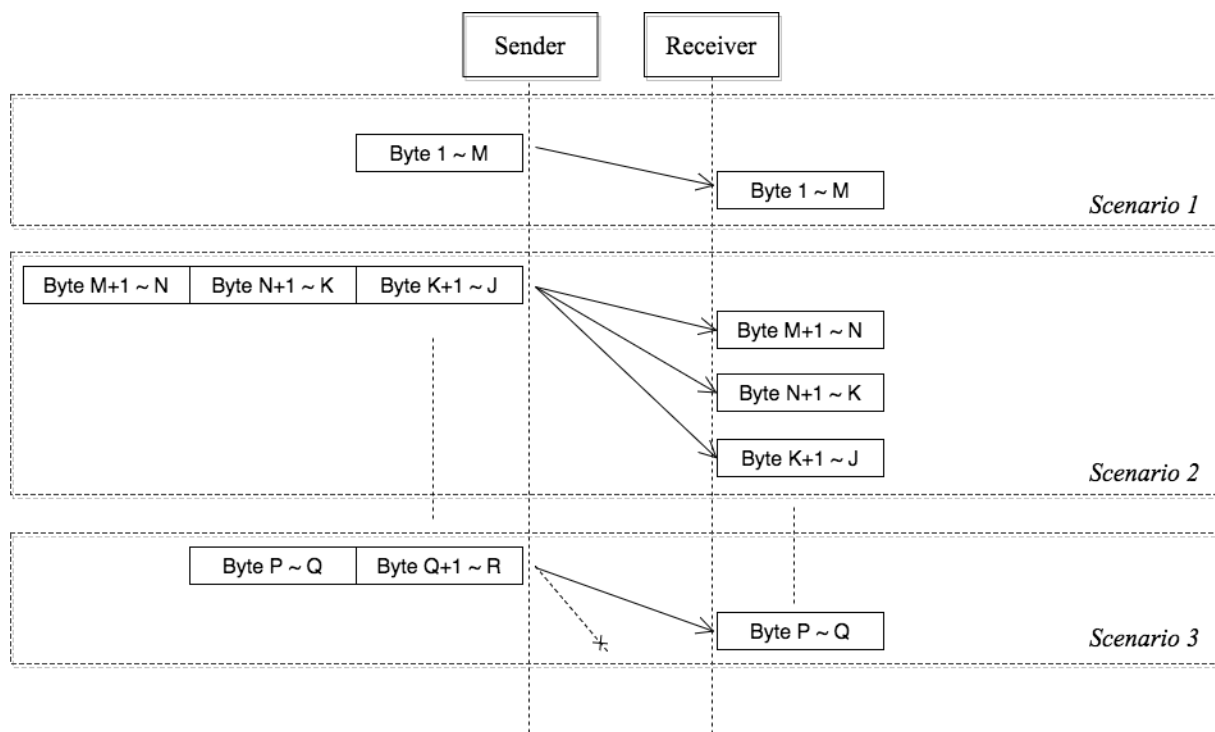 Sender
Receiver
Byte 1 ~ M
Byte 1 ~ M
Scenario 1
Byte M+1 ~ N
Byte N+1 ~ K
Byte K+1 ~ J
Byte M+1 ~ N
Byte N+1 ~ K
Byte K+1 ~ J
Scenario 2
Byte P ~ Q
Byte Q+1 ~ R
Byte P ~ Q
Scenario 3